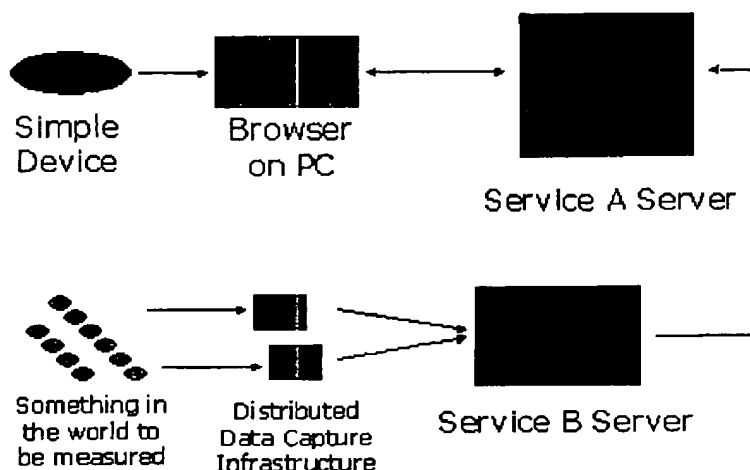 Simple
Device
Browser
on PC
Service A Server
Something in
the world to
be measured
Distributed
Data Capture
Infrastructure
Service B Server